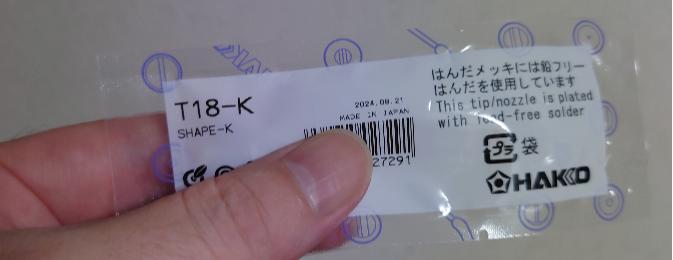 T18-K
SHAPE-K
2024.08.21
MADE IN JAPAN
27291
はんだメッキには鉛フリー
はんだを使用しています
This tip/nozzle is plated
with lead-free solder
プラ 袋
HAKKO